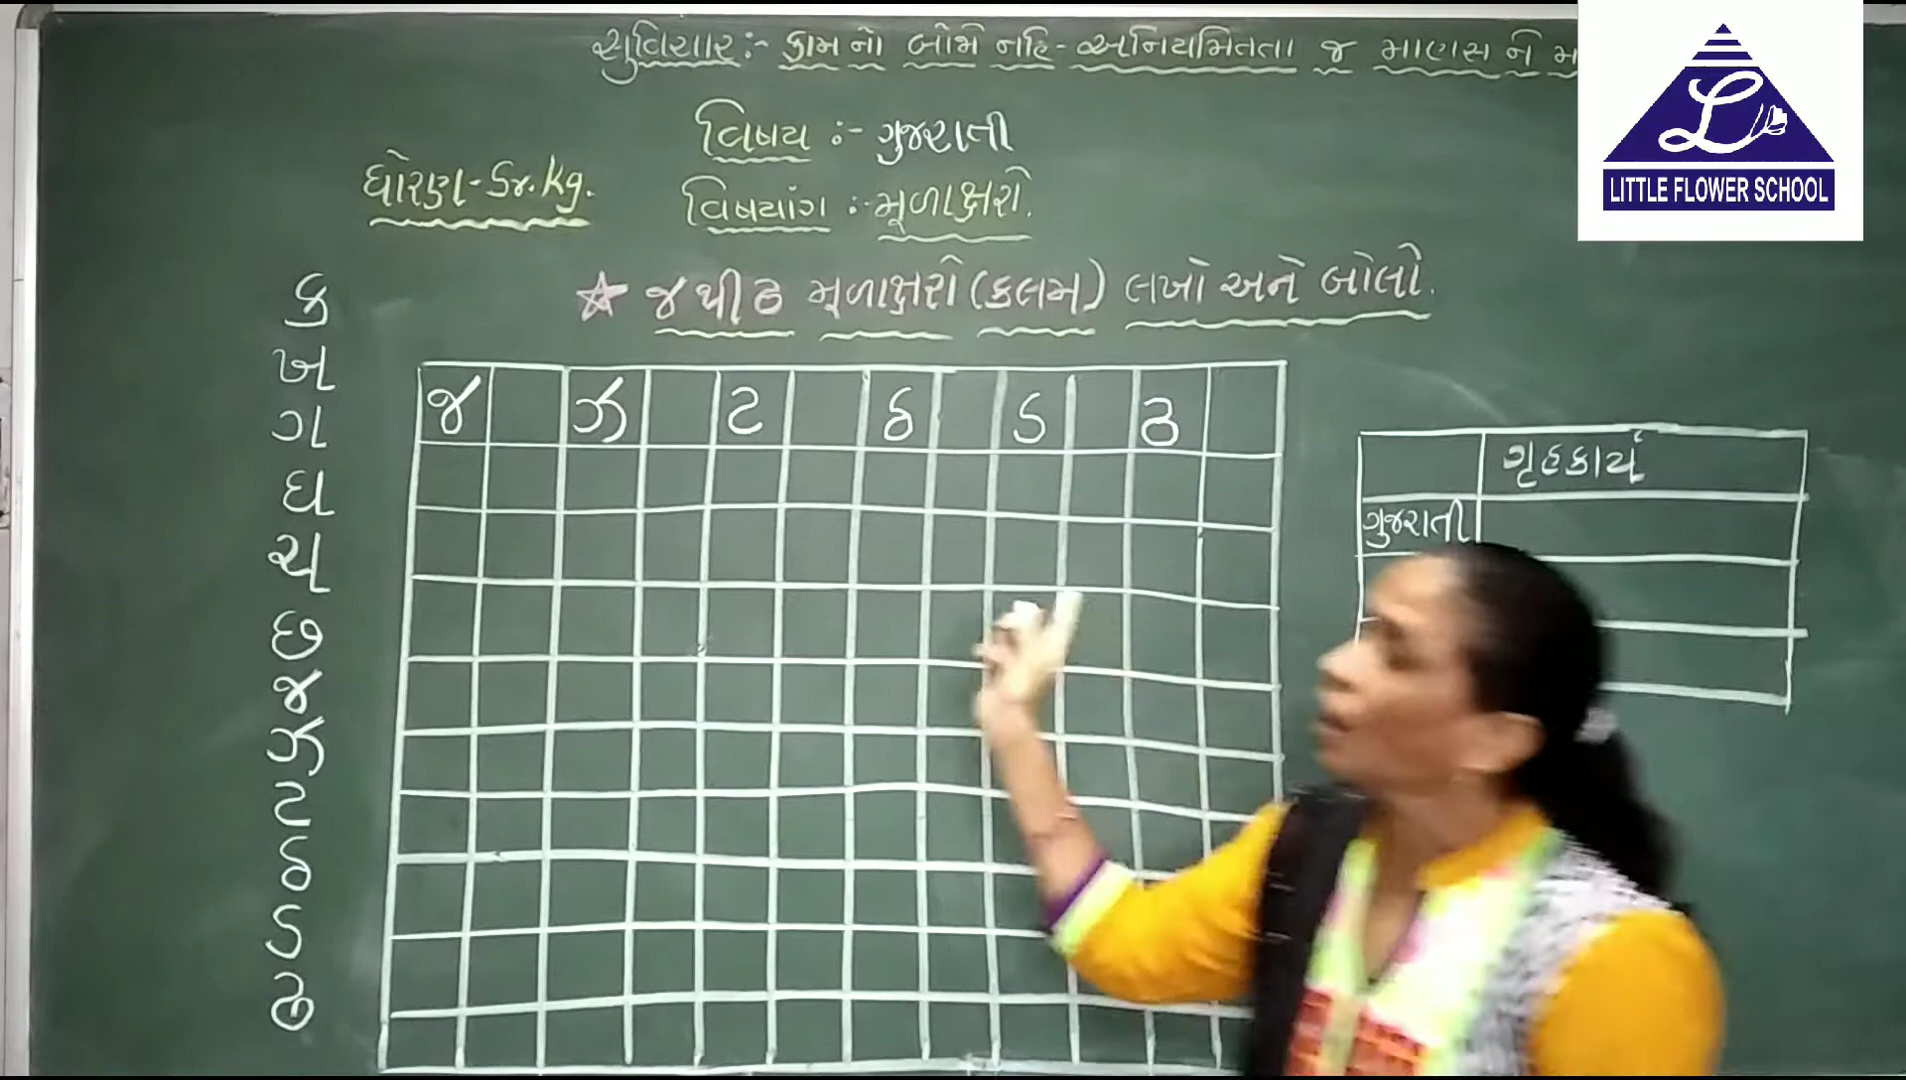 સુવિચાર:- કામ નો બોજો નહિ - અનિયમિતતા જ માણસ ને
વિષય :- ગુજરાતી
ધોરણ - Sr. Kg.
વિષયાંગ :- મૂળાક્ષરો.
★ જ થી ઢ મૂળાક્ષરો (કલમ) લખો અને બોલો.
ક
ખ
ગ
ઘ
ચ
છ
જ
ઝ
ટ
ઠ
ડ
ઢ
જ ઝ ટ ઠ ડ ઢ
ગૃહકાર્ય
ગુજરાતી
L
LITTLE FLOWER SCHOOL